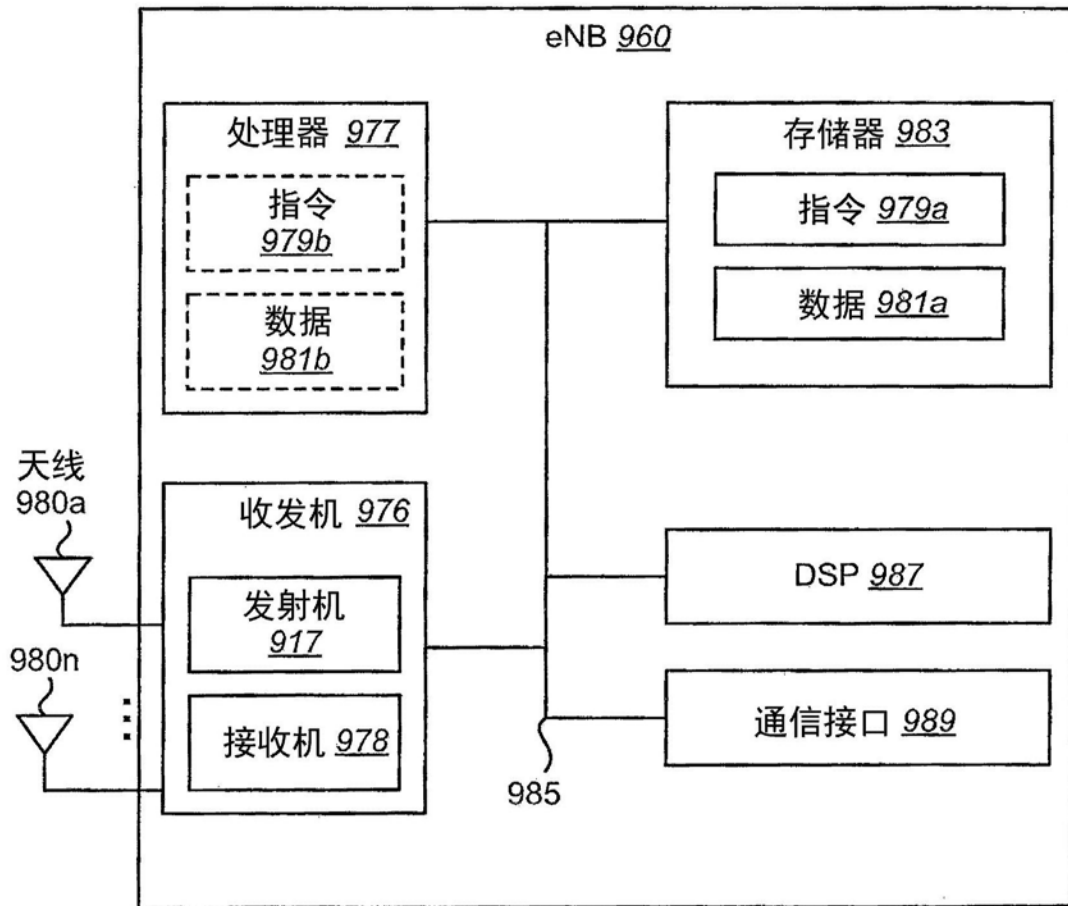 eNB 960
处理器 977
指令
979b
数据
981b
存储器 983
指令 979a
数据 981a
天线
980a
980n
收发机 976
发射机
917
接收机 978
DSP 987
通信接口 989
985